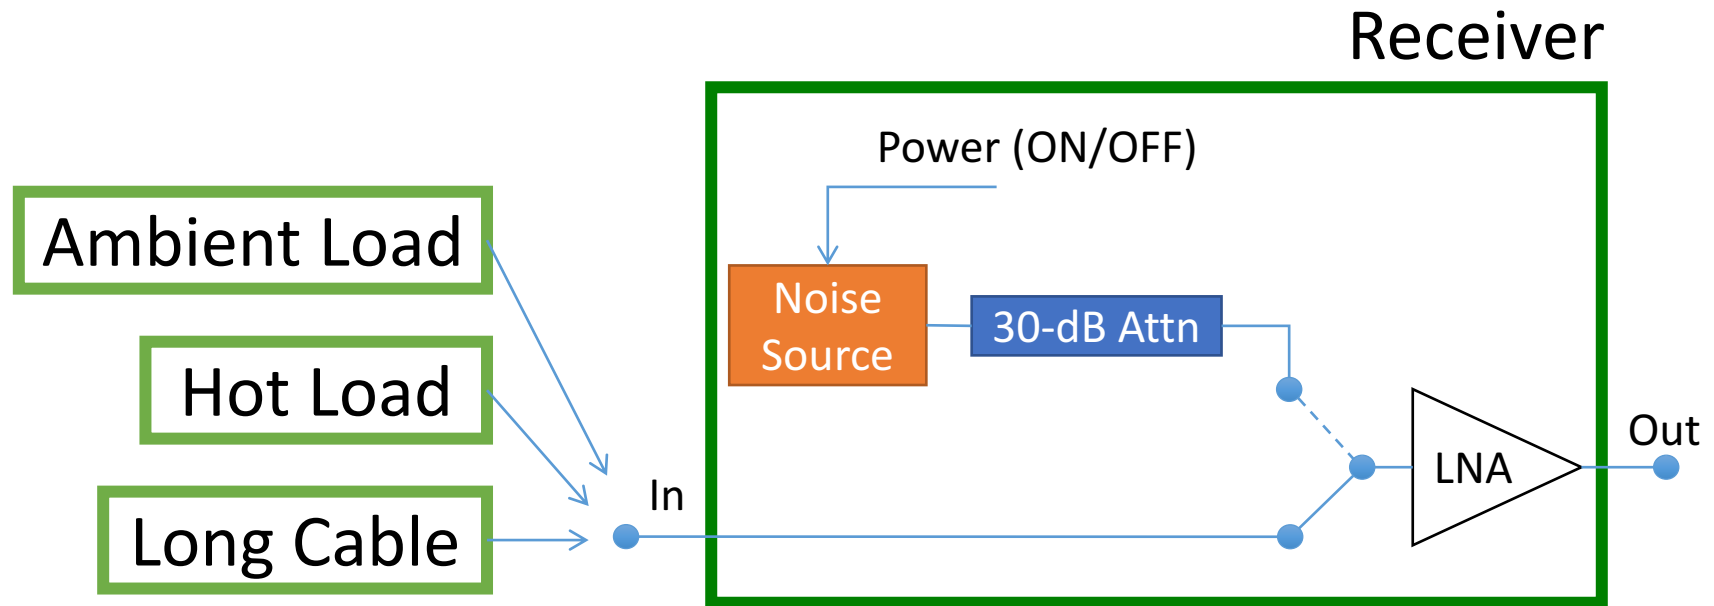 Receiver
Power (ON/OFF)
Ambient Load
Noise
Source
30-dB Attn
Hot Load
Out
LNA
In
Long Cable